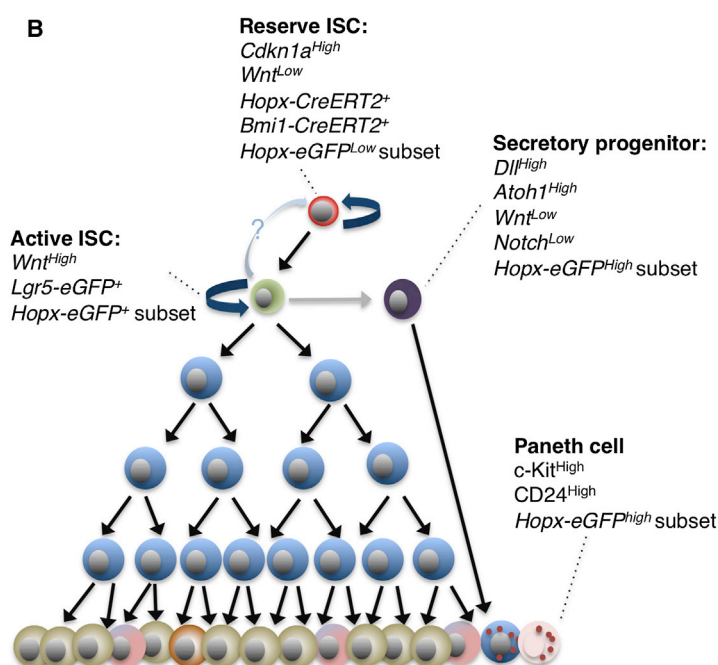 B
Reserve ISC:
Cdkn1aHigh
WntLow
Hopx-CreERT2+
Bmi1-CreERT2+
Hopx-eGFPLow subset
Secretory progenitor:
DllHigh
Atoh1High
WntLow
NotchLow
Hopx-eGFPHigh subset
?
Active ISC:
WntHigh
Lgr5-eGFP+
Hopx-eGFP+ subset
Paneth cell
c-KitHigh
CD24High
Hopx-eGFPhigh subset